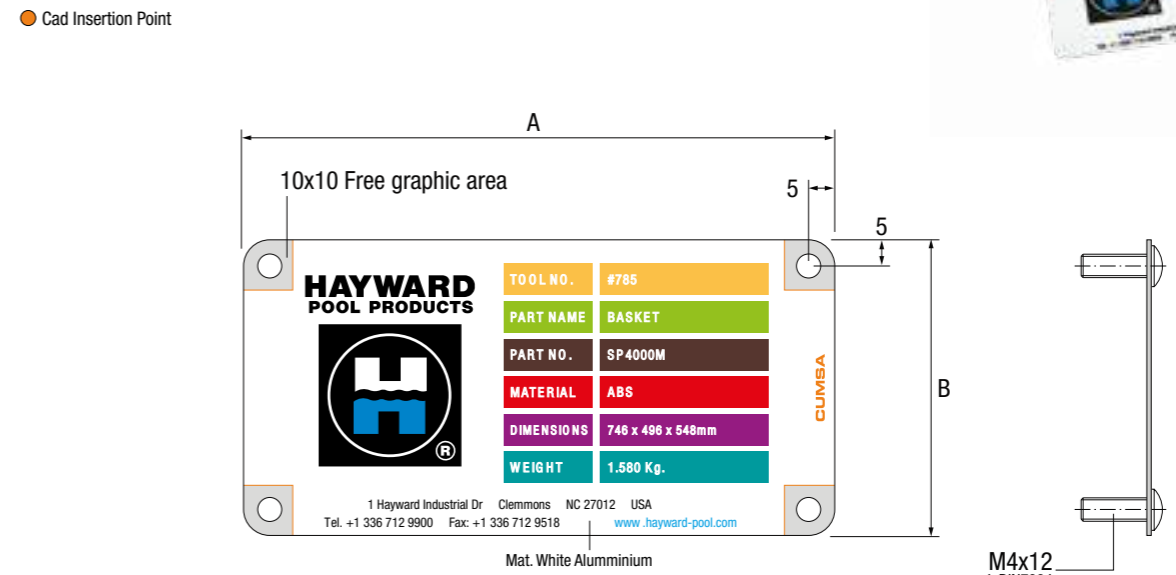 Cad Insertion Point
A
10x10 Free graphic area
5
5
HAYWARD
POOL PRODUCTS
TOOL NO. #785
PART NAME BASKET
PART NO. SP4000M
MATERIAL ABS
DIMENSIONS 746 x 496 x 548mm
WEIGHT 1.580 Kg.
H
®
CUMSA
B
1 Hayward Industrial Dr Clemmons NC 27012 USA
Tel. +1 336 712 9900 Fax: +1 336 712 9518 www .hayward-pool.com
Mat. White Alumminium
M4x12